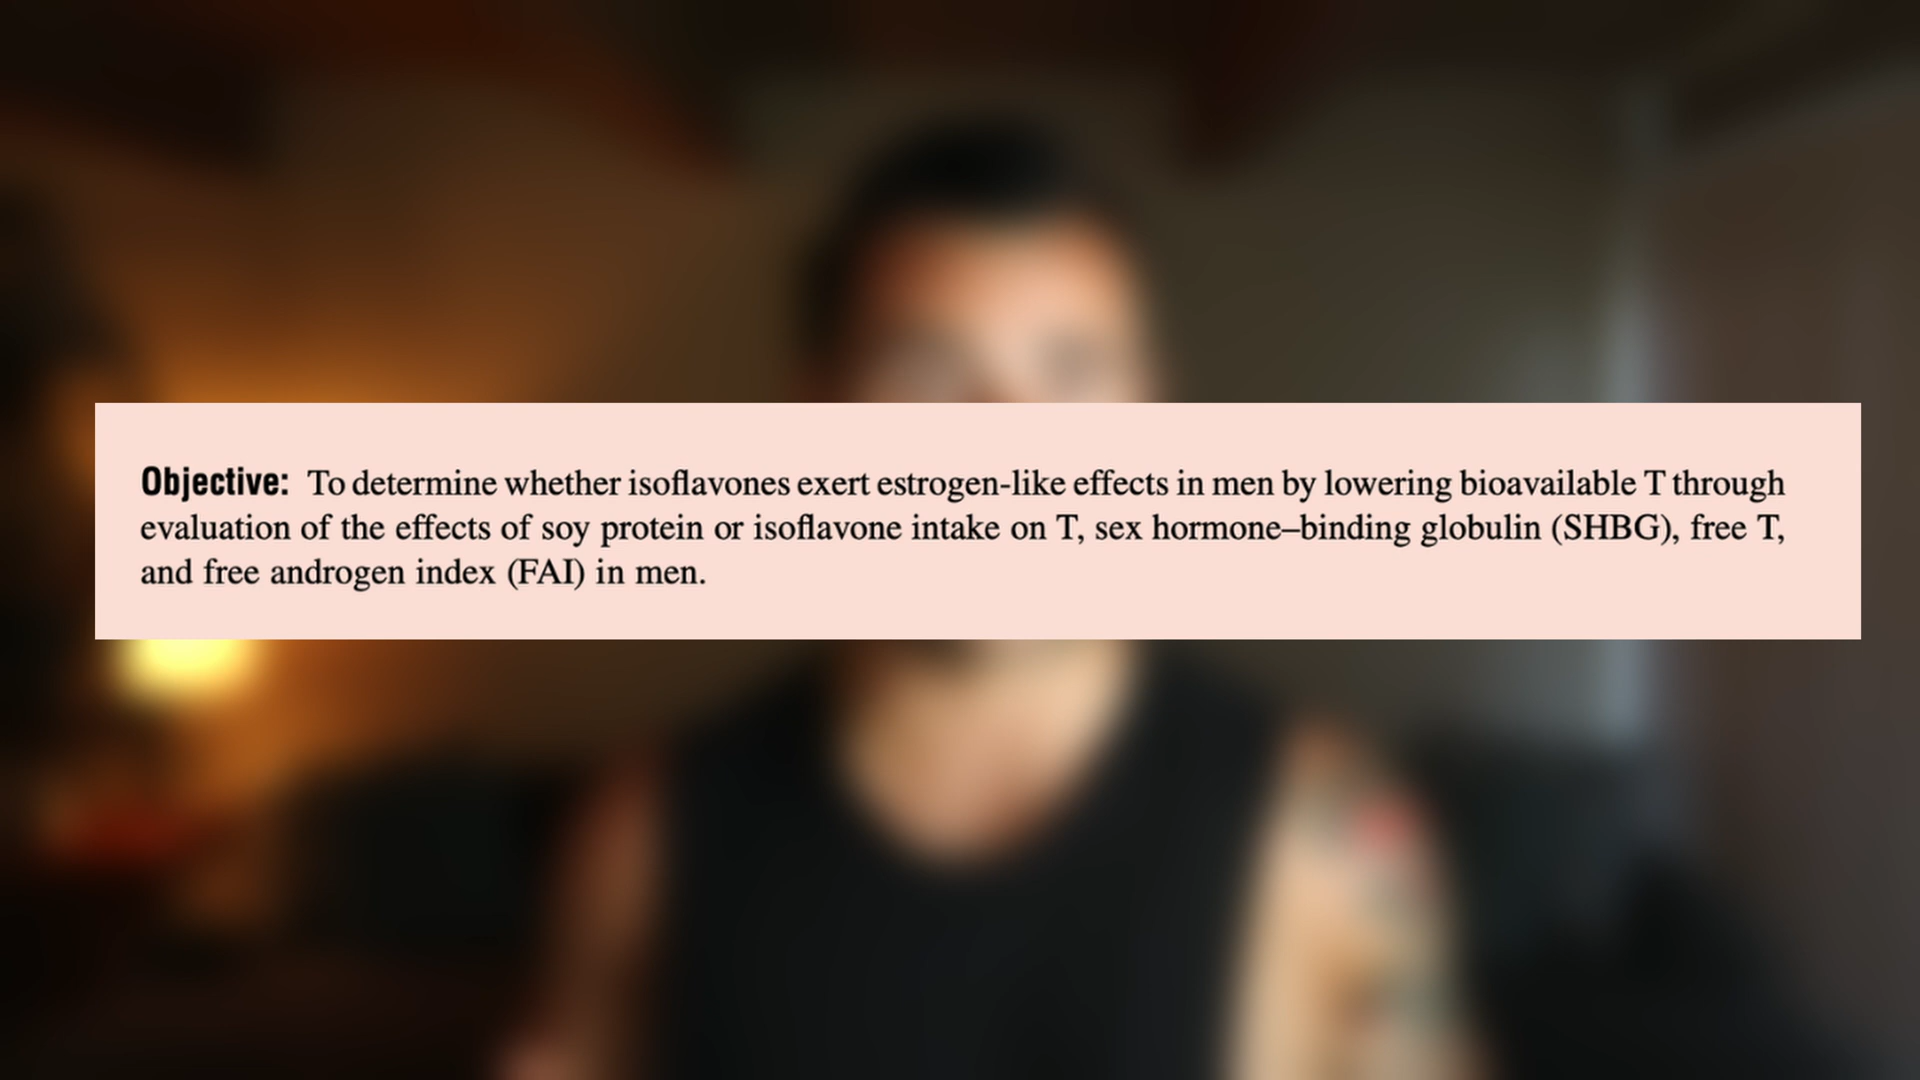 Objective: To determine whether isoflavones exert estrogen-like effects in men by lowering bioavailable T through
evaluation of the effects of soy protein or isoflavone intake on T, sex hormone–binding globulin (SHBG), free T,
and free androgen index (FAI) in men.